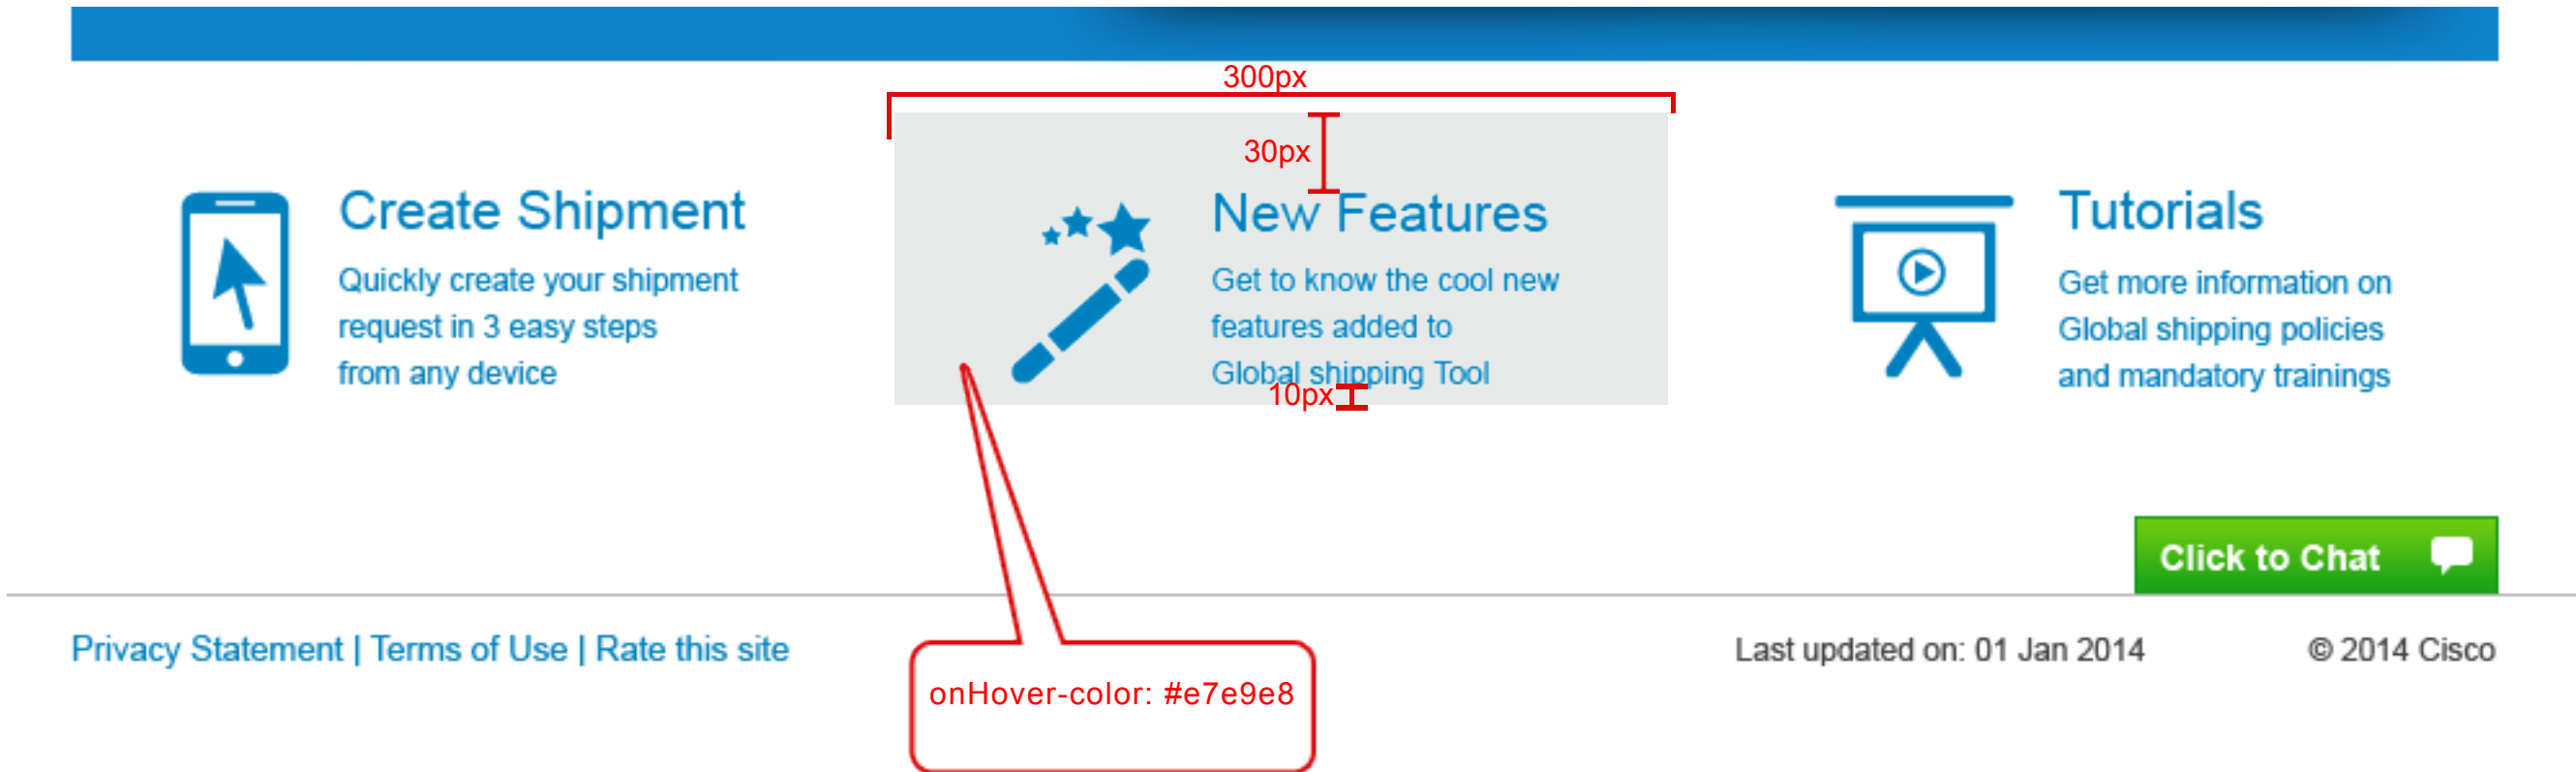 300px
30px
Create Shipment
Quickly create your shipment
request in 3 easy steps
from any device
New Features
Get to know the cool new
features added to
Global shipping Tool
10px
Tutorials
Get more information on
Global shipping policies
and mandatory trainings
Click to Chat
Privacy Statement | Terms of Use | Rate this site
Last updated on: 01 Jan 2014
© 2014 Cisco
onHover-color: #e7e9e8